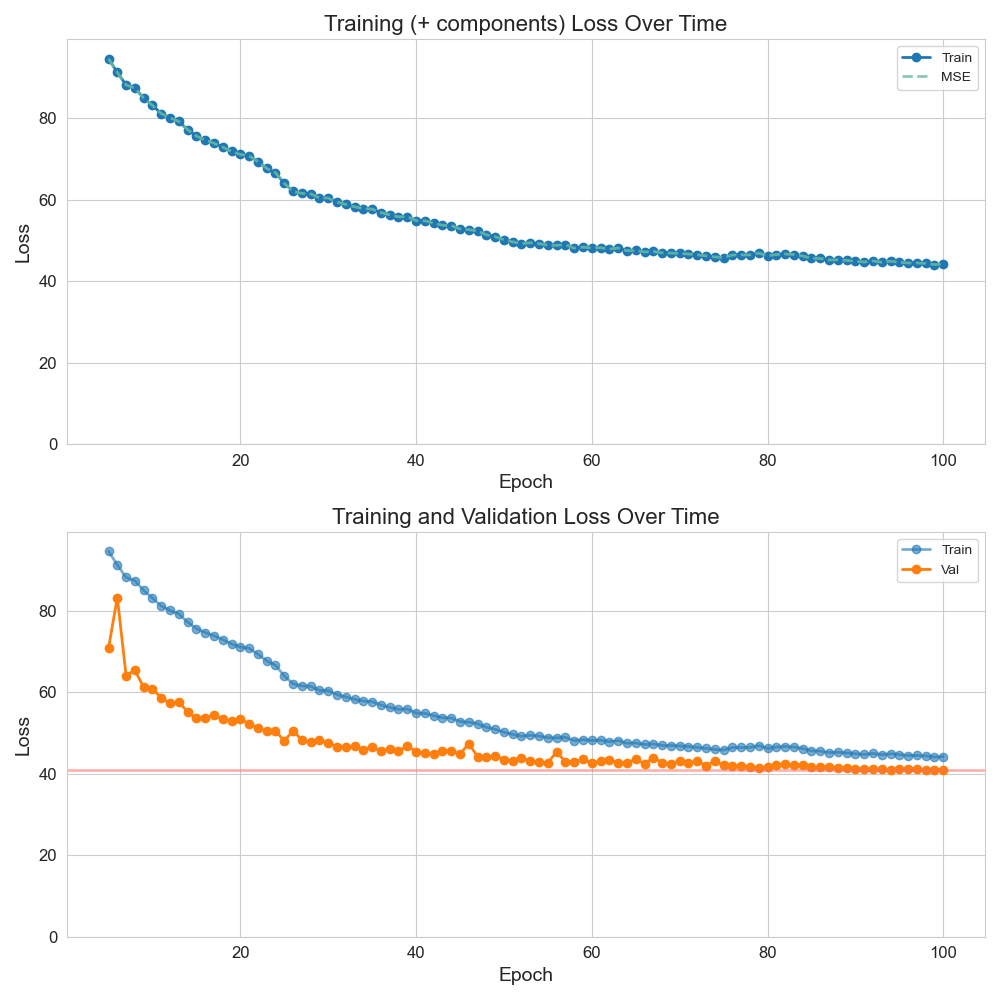 Training (+ components) Loss Over Time
Train
MSE
Loss
80
60
40
20
0
20 40 60 80 100
Epoch
Training and Validation Loss Over Time
Train
Val
Loss
80
60
40
20
0
20 40 60 80 100
Epoch